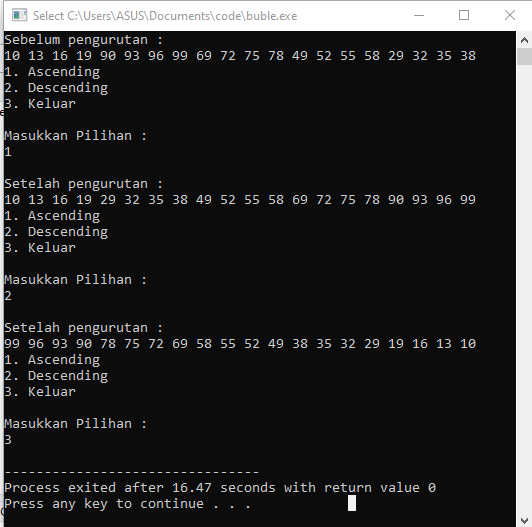 Select C:\Users\ASUS\Documents\code\buble.exe
Sebelum pengurutan :
10 13 16 19 90 93 96 99 69 72 75 78 49 52 55 58 29 32 35 38
1. Ascending
2. Descending
3. Keluar
Masukkan Pilihan :
1
Setelah pengurutan :
10 13 16 19 29 32 35 38 49 52 55 58 69 72 75 78 90 93 96 99
1. Ascending
2. Descending
3. Keluar
Masukkan Pilihan :
2
Setelah pengurutan :
99 96 93 90 78 75 72 69 58 55 52 49 38 35 32 29 19 16 13 10
1. Ascending
2. Descending
3. Keluar
Masukkan Pilihan :
3
--------------------------------
Process exited after 16.47 seconds with return value 0
Press any key to continue . . .